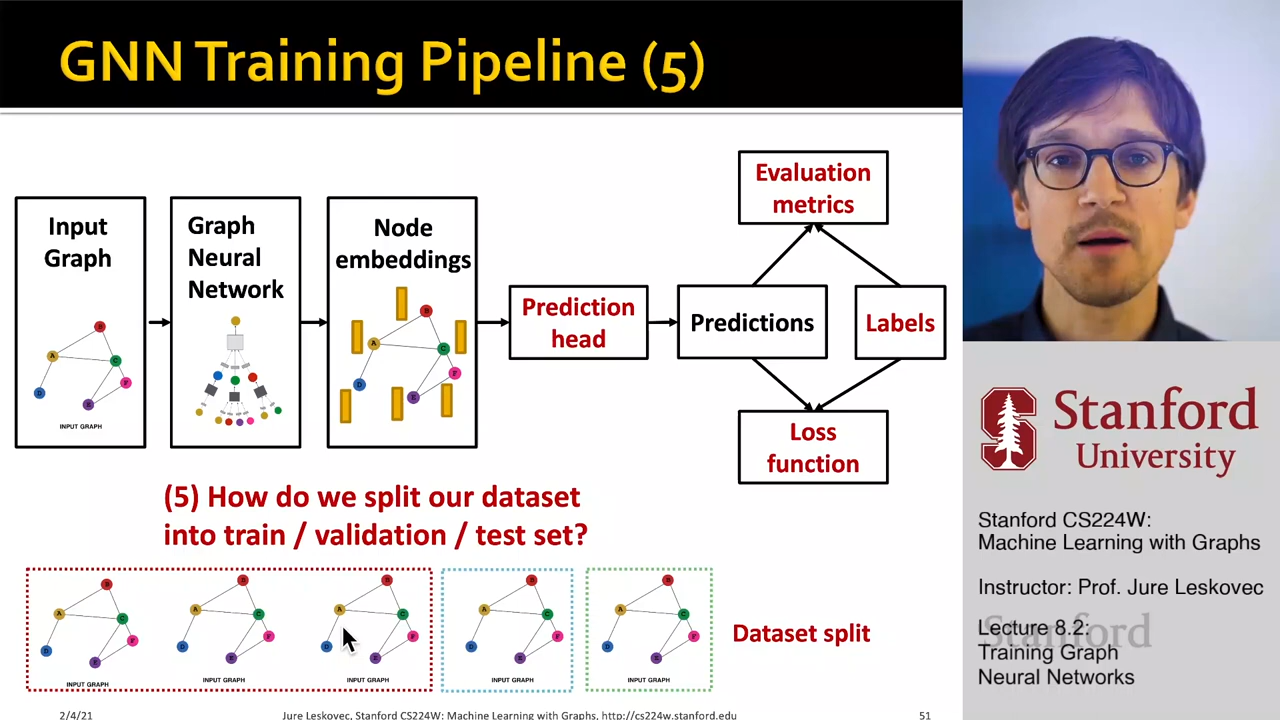 GNN Training Pipeline (5)
Input
Graph
A
B
C
D
E
F
INPUT GRAPH
Graph
Neural
Network
Node
embeddings
A
B
C
D
E
F
Prediction
head
Predictions
Labels
Evaluation
metrics
Loss
function
(5) How do we split our dataset
into train / validation / test set?
A
B
C
D
E
F
INPUT GRAPH
A
B
C
D
E
F
INPUT GRAPH
A
B
C
D
E
F
INPUT GRAPH
A
B
C
D
E
F
INPUT GRAPH
A
B
C
D
E
F
INPUT GRAPH
Dataset split
2/4/21
Jure Leskovec, Stanford CS224W: Machine Learning with Graphs, http://cs224w.stanford.edu
51
S
Stanford
University
Stanford CS224W:
Machine Learning with Graphs
Instructor: Prof. Jure Leskovec
Stanford
Lecture 8.2:
Training Graph
Neural Networks